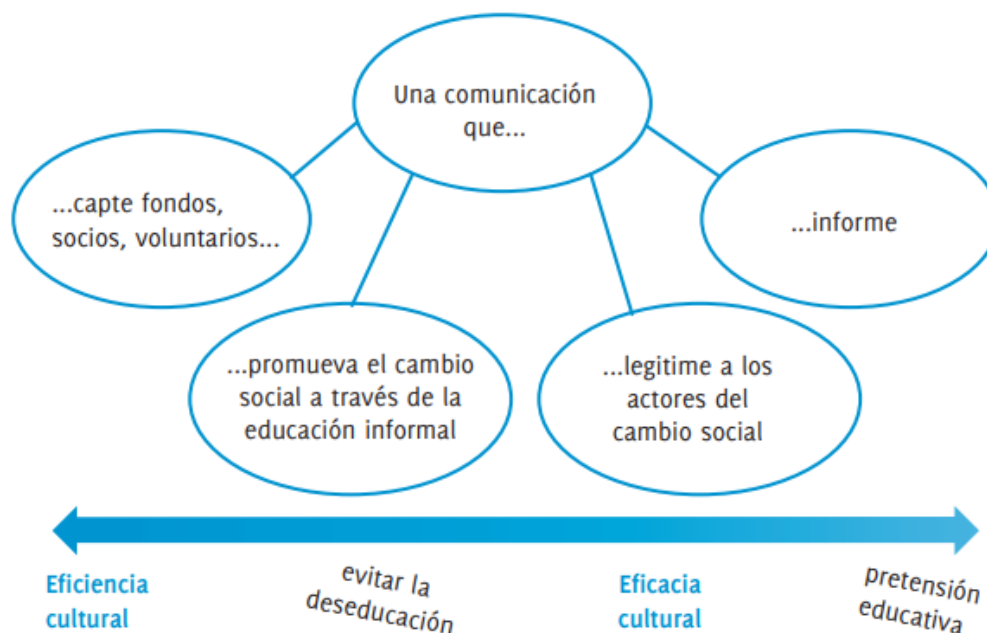 Una comunicación
que...
...capte fondos,
socios, voluntarios...
...informe
...promueva el cambio
social a través de la
educación informal
...legitime a los
actores del
cambio social
Eficiencia
cultural
evitar la
deseducación
Eficacia
cultural
pretensión
educativa